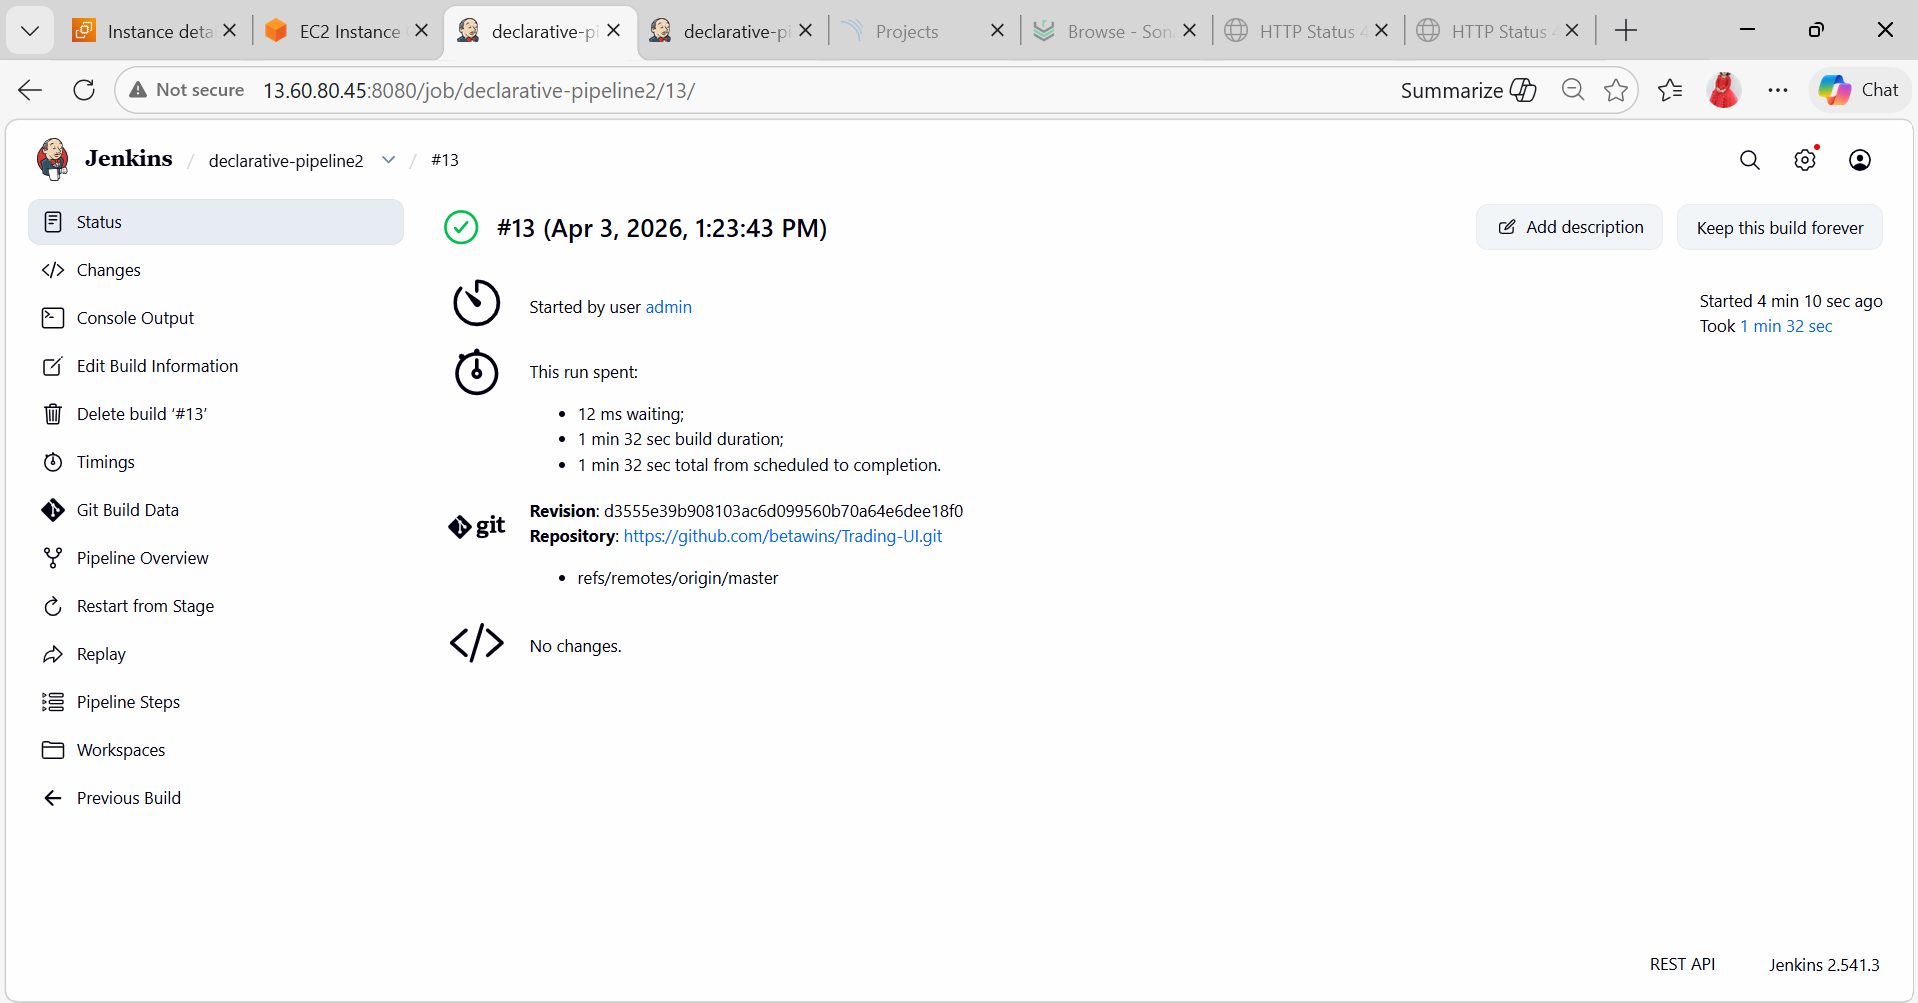 Instance deta
EC2 Instance
declarative-pi
declarative-pi
Projects
Browse - Son
HTTP Status 4
HTTP Status 4
Not secure
13.60.80.45:8080/job/declarative-pipeline2/13/
Summarize
Chat
Jenkins / declarative-pipeline2 / #13
Status
Changes
Console Output
Edit Build Information
Delete build ‘#13’
Timings
Git Build Data
Pipeline Overview
Restart from Stage
Replay
Pipeline Steps
Workspaces
Previous Build
#13 (Apr 3, 2026, 1:23:43 PM)
Add description
Keep this build forever
Started by user admin
Started 4 min 10 sec ago
Took 1 min 32 sec
This run spent:
• 12 ms waiting;
• 1 min 32 sec build duration;
• 1 min 32 sec total from scheduled to completion.
git
Revision: d3555e39b908103ac6d099560b70a64e6dee18f0
Repository: https://github.com/betawins/Trading-UI.git
• refs/remotes/origin/master
No changes.
REST API
Jenkins 2.541.3